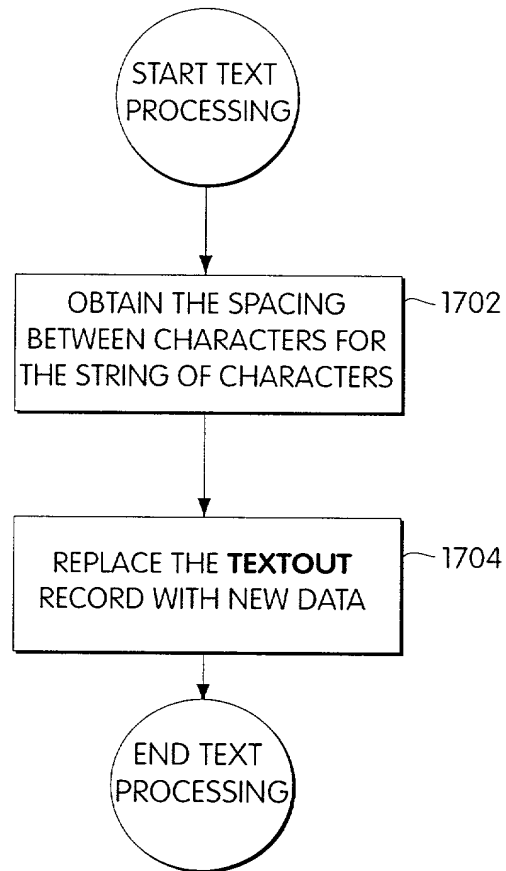 START TEXT
PROCESSING
OBTAIN THE SPACING
BETWEEN CHARACTERS FOR
THE STRING OF CHARACTERS
1702
REPLACE THE TEXTOUT
RECORD WITH NEW DATA
1704
END TEXT
PROCESSING